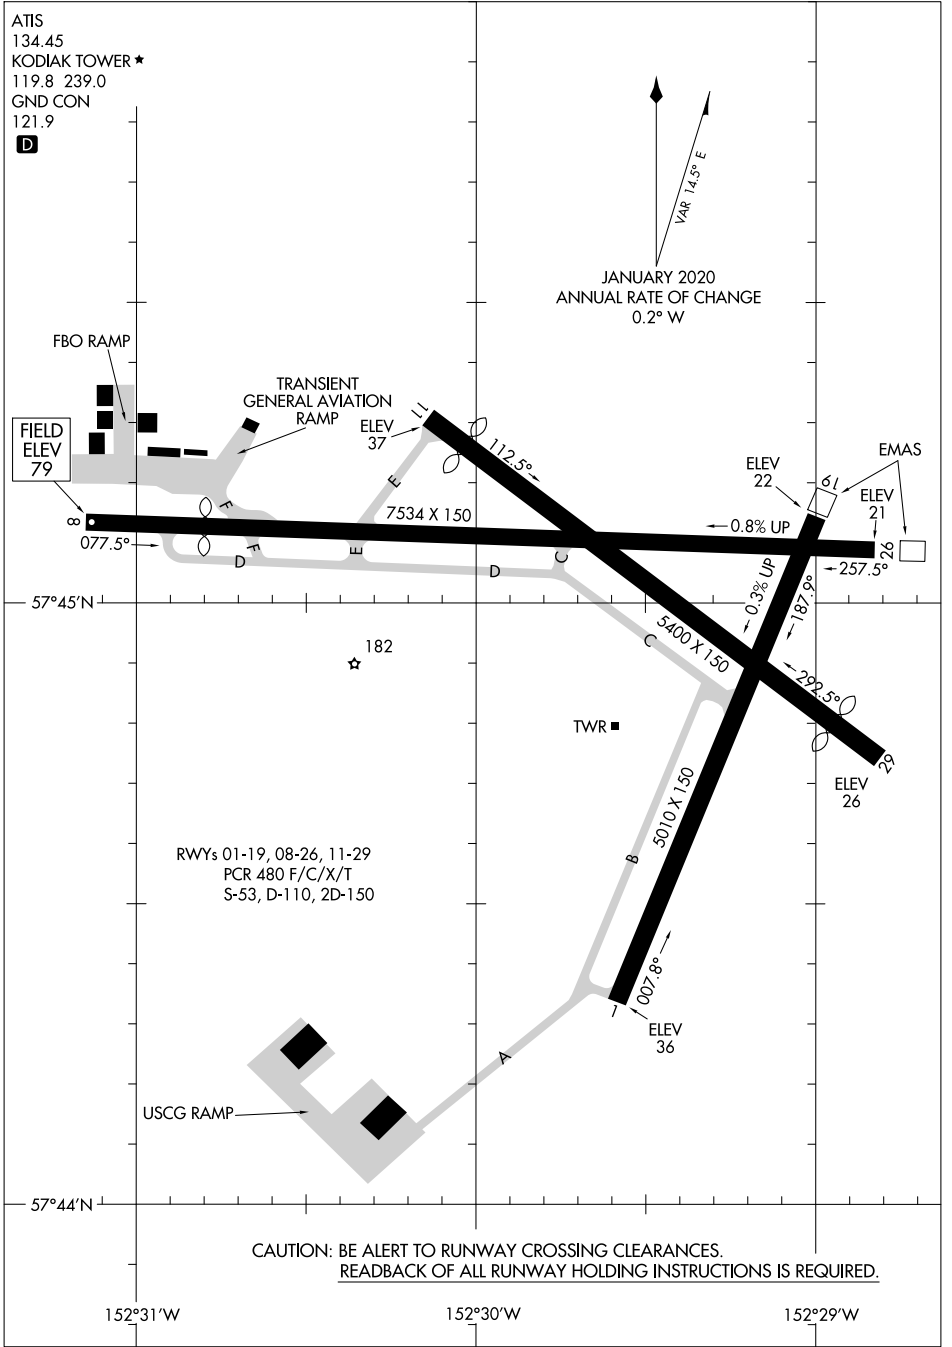 ATIS
134.45
KODIAK TOWER ★
119.8 239.0
GND CON
121.9
D
VAR 14.5° E
JANUARY 2020
ANNUAL RATE OF CHANGE
0.2° W
FBO RAMP
TRANSIENT
GENERAL AVIATION
RAMP
FIELD
ELEV
79
ELEV
37
11
112.5°
EMAS
ELEV
22
19
ELEV
21
8
077.5°
7534 X 150
0.8% UP
26
257.5°
E
F
F
D
E
D
C
57°45'N
0.3% UP
187.9°
182
C
5400 X 150
292.5°
TWR
29
ELEV
26
5010 X 150
B
RWYs 01-19, 08-26, 11-29
PCR 480 F/C/X/T
S-53, D-110, 2D-150
007.8°
1
ELEV
36
A
USCG RAMP
57°44'N
CAUTION: BE ALERT TO RUNWAY CROSSING CLEARANCES.
READBACK OF ALL RUNWAY HOLDING INSTRUCTIONS IS REQUIRED.
152°31'W
152°30'W
152°29'W